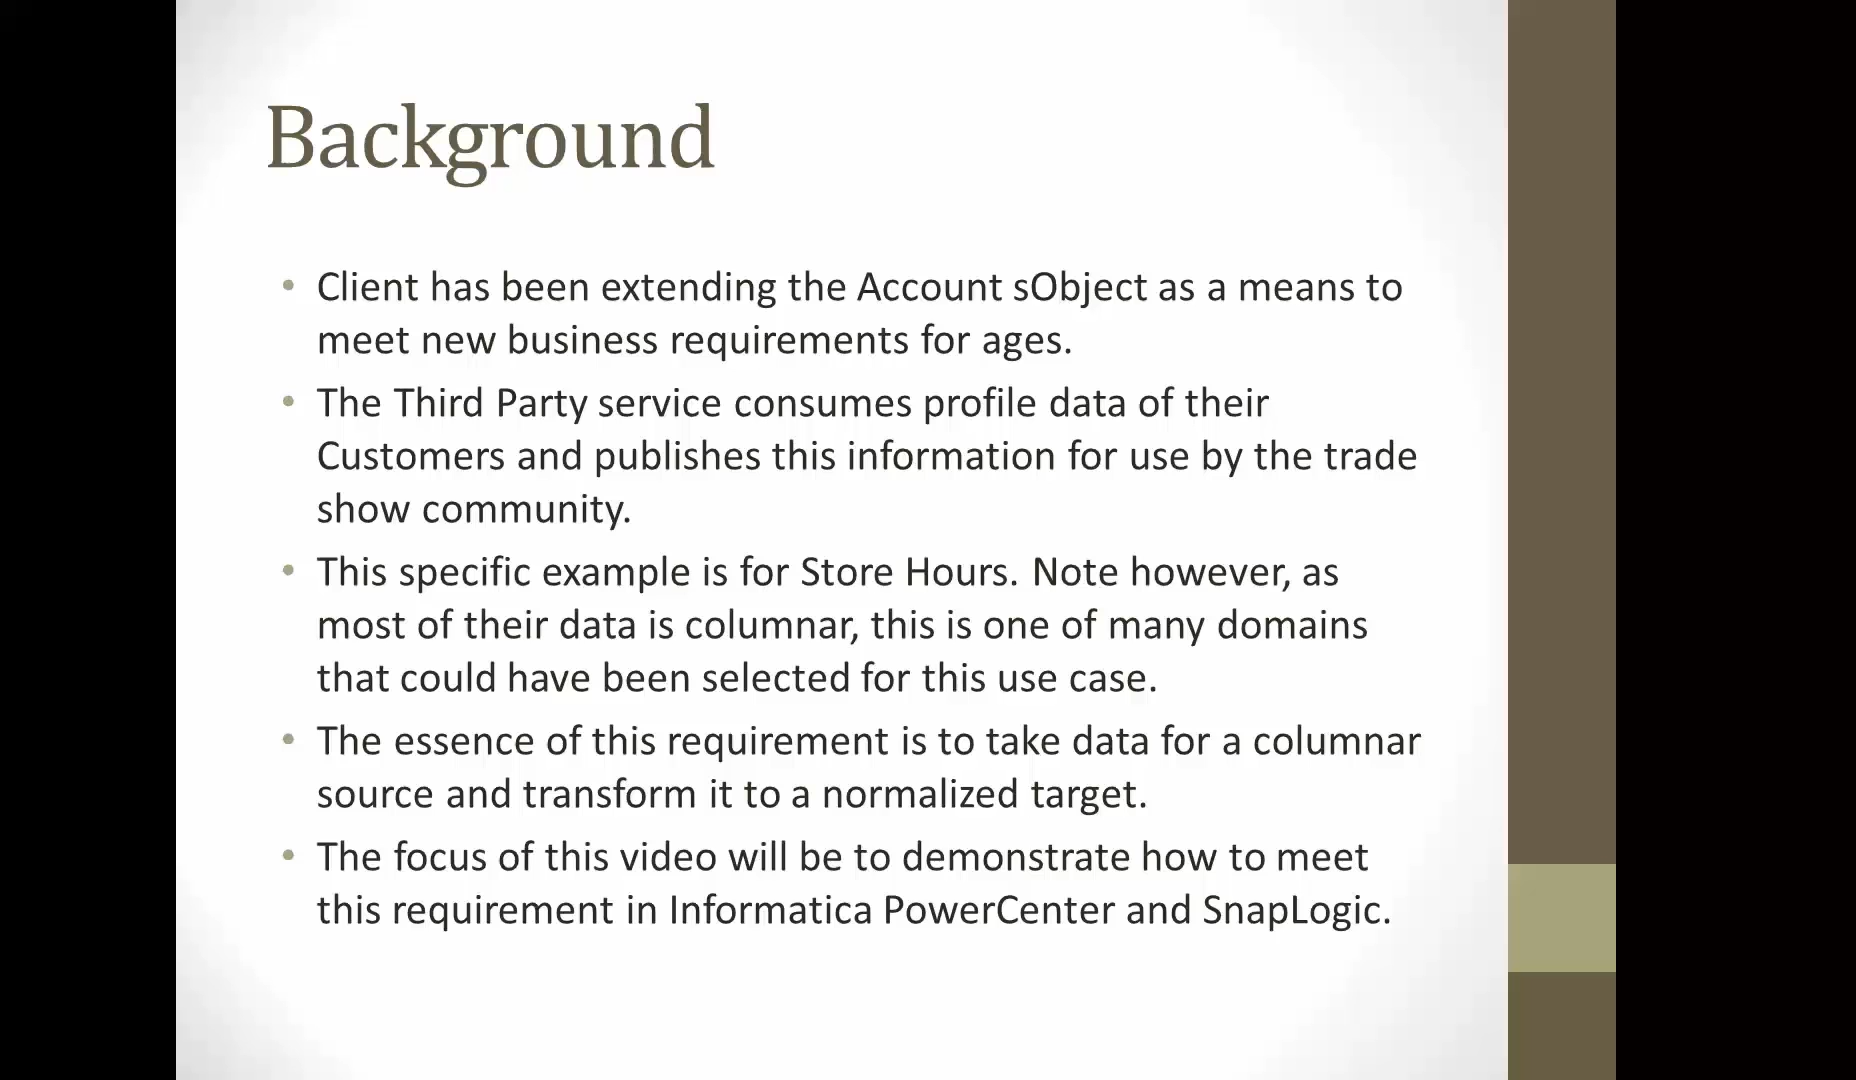 Background
• Client has been extending the Account sObject as a means to
meet new business requirements for ages.
• The Third Party service consumes profile data of their
Customers and publishes this information for use by the trade
show community.
• This specific example is for Store Hours. Note however, as
most of their data is columnar, this is one of many domains
that could have been selected for this use case.
• The essence of this requirement is to take data for a columnar
source and transform it to a normalized target.
• The focus of this video will be to demonstrate how to meet
this requirement in Informatica PowerCenter and SnapLogic.